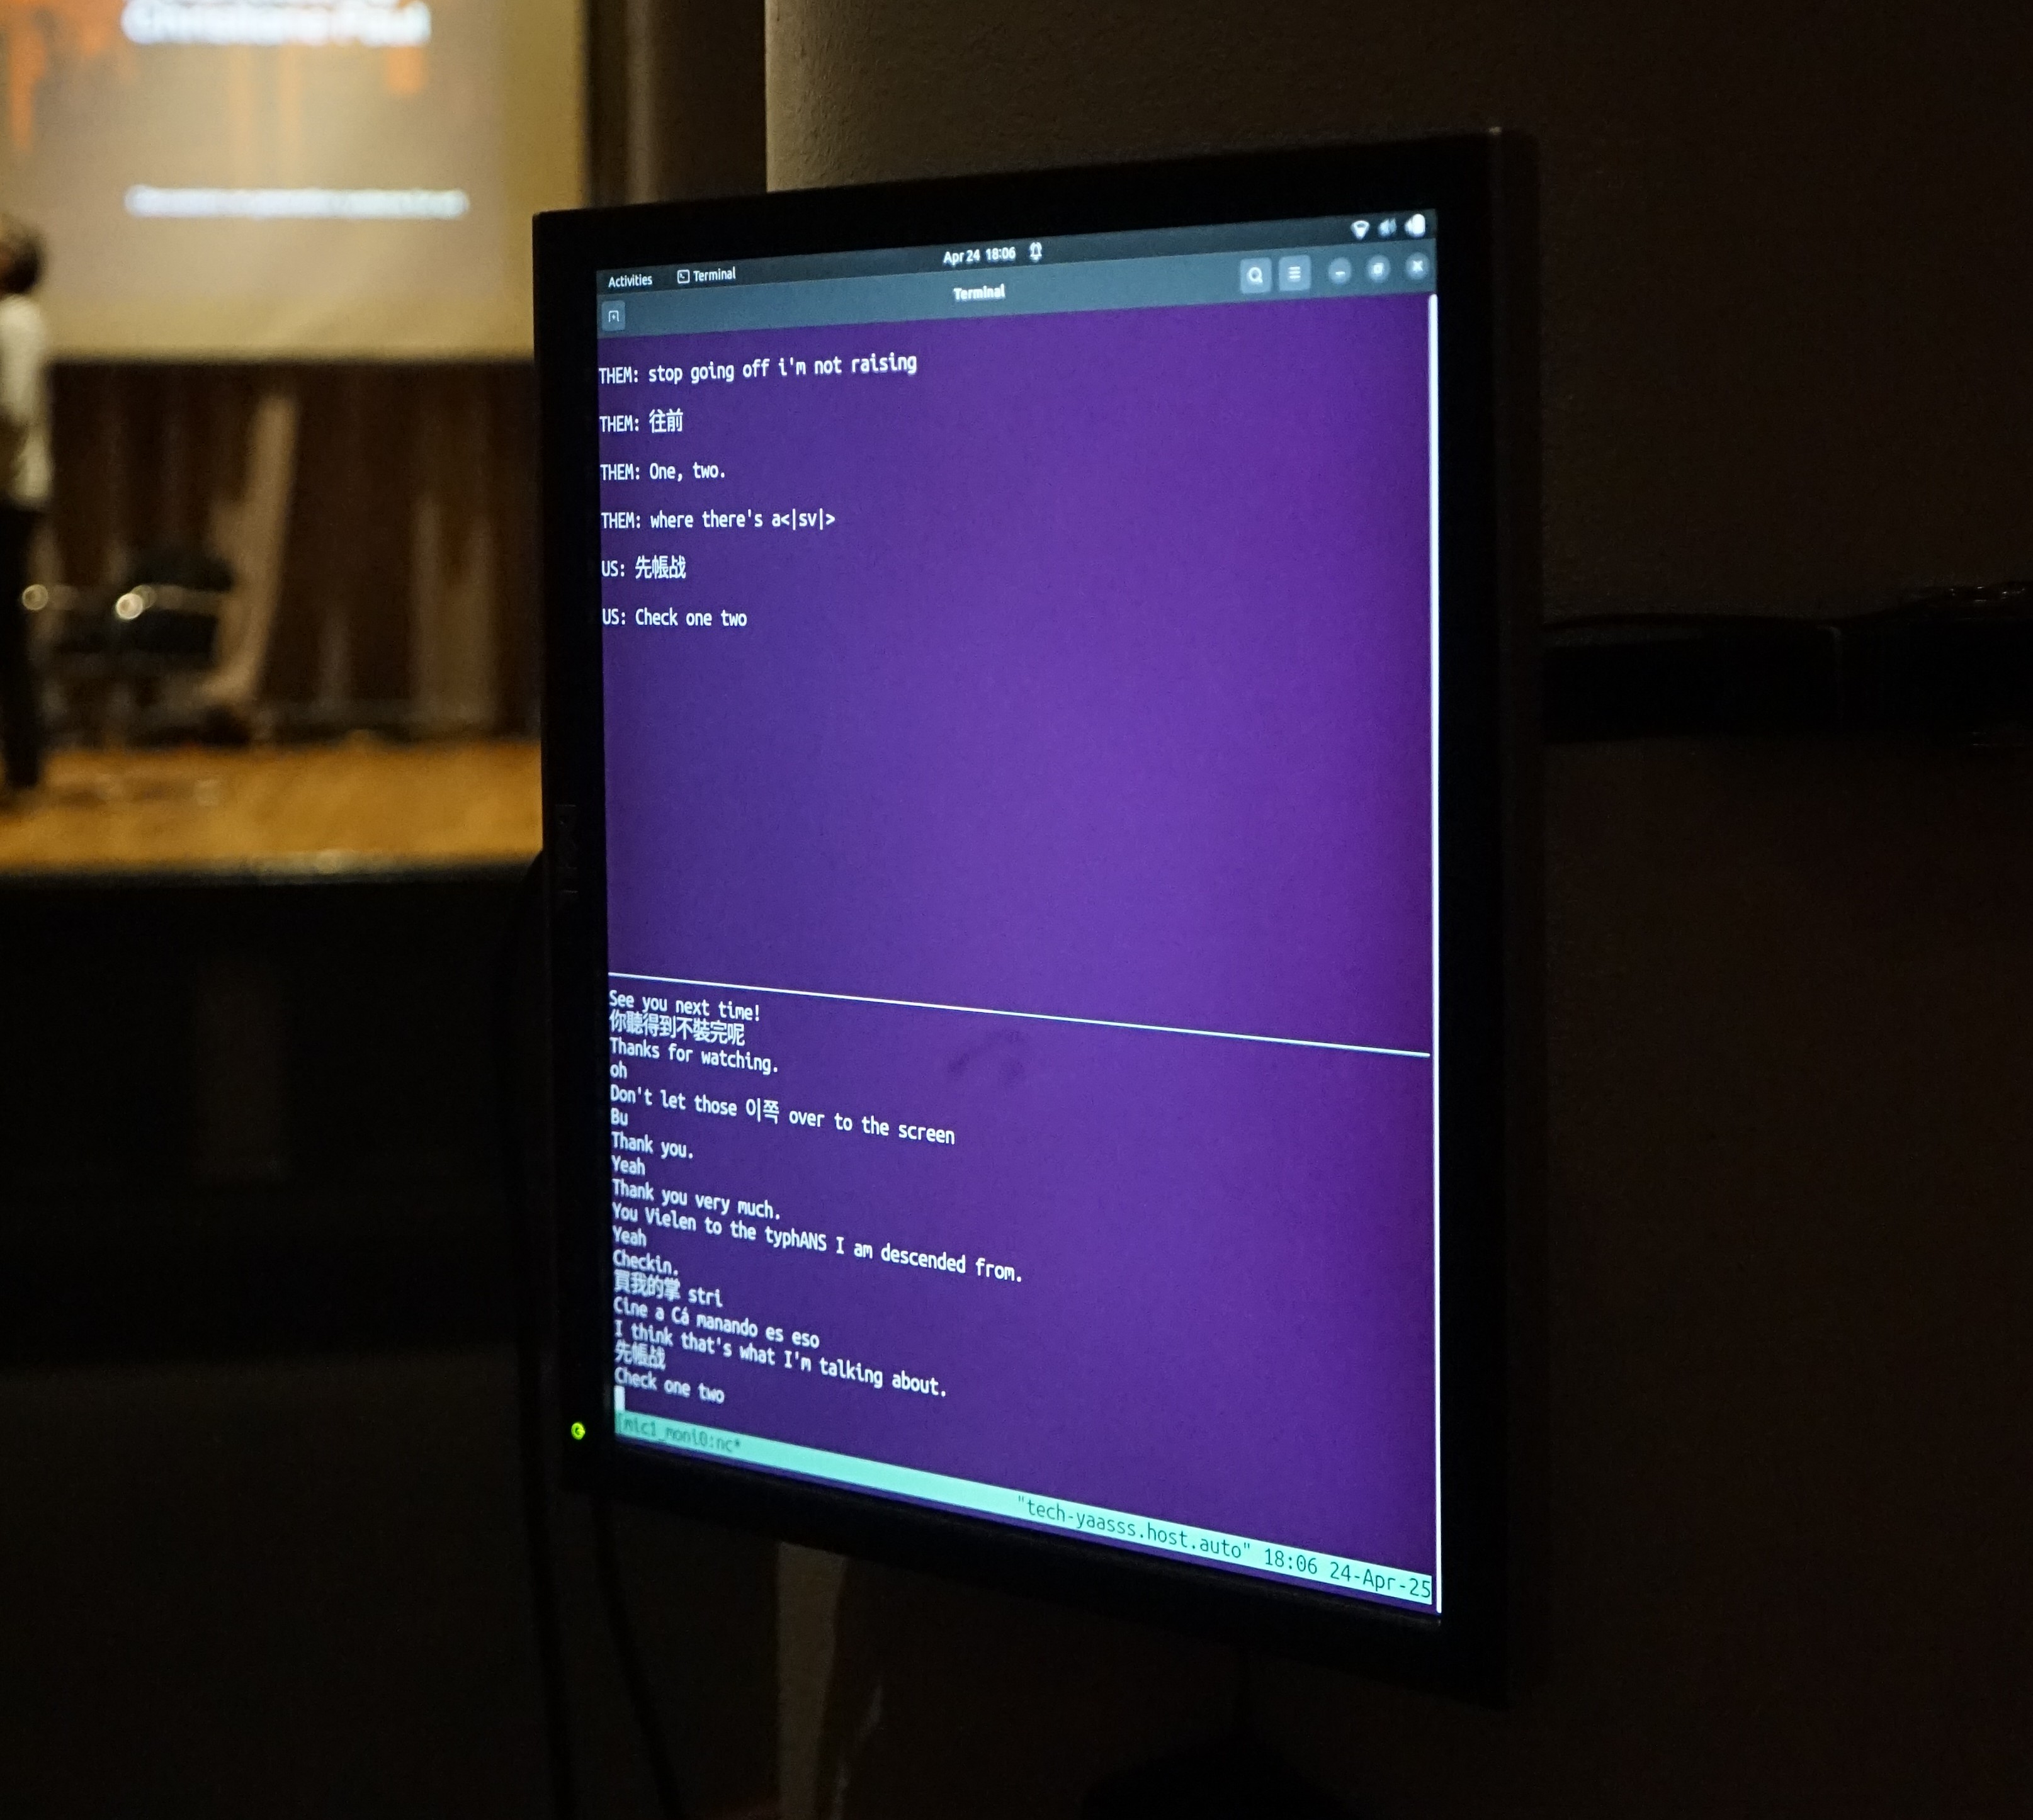 Activities
Terminal
Apr 24 18:06
Terminal
THEM: stop going off i'm not raising
THEM: 往前
THEM: One, two.
THEM: where there's a<|sv|>
US: 先帳战
US: Check one two
See you next time!
你聽得到不裝完呢
Thanks for watching.
oh
Don't let those 이쪽 over to the screen
Bu
Thank you.
Yeah
Thank you very much.
You Vielen to the typhANS I am descended from.
Yeah
Checkin.
買我的掌 stri
Cine a Cá manando es eso
I think that's what I'm talking about.
先帳战
Check one two
[mic1_moni0:nc*
"tech-yaasss.host.auto" 18:06 24-Apr-25